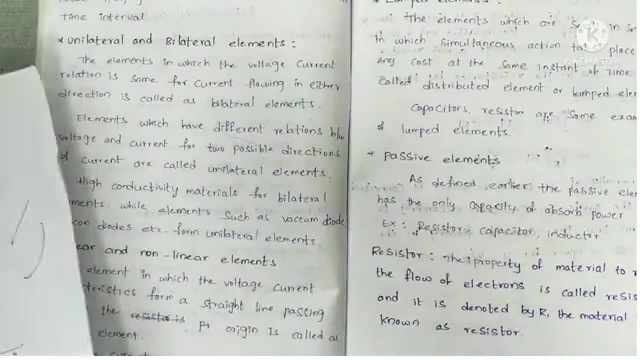 time interval.
* Unilateral and Bilateral elements :
The elements in which the voltage current
relation is same for current flowing in either
direction is called as bilateral elements.
Elements which have different relations b/w
voltage and current for two possible directions
of current are called unilateral elements.
High conductivity materials for bilateral
ments. while elements such as vaccum diode
con diodes etc. form unilateral elements.
ear and non-linear elements
element in which the voltage current
teristics form a straight line passing
the Pt origin is called a
element.
The elements which are in
in which simultaneous action place
any cost at the same instant of time
called distributed element or lumped ele
capacitors, resistor are some exa
of lumped elements.
* Passive elements
As defined earlier the passive ele
has the only capacity of absorb power
Ex : Resistor, capacitor, inductor
Resistor : The property of material to
the flow of electrons is called resis
and it is denoted by R, the material
known as resistor.